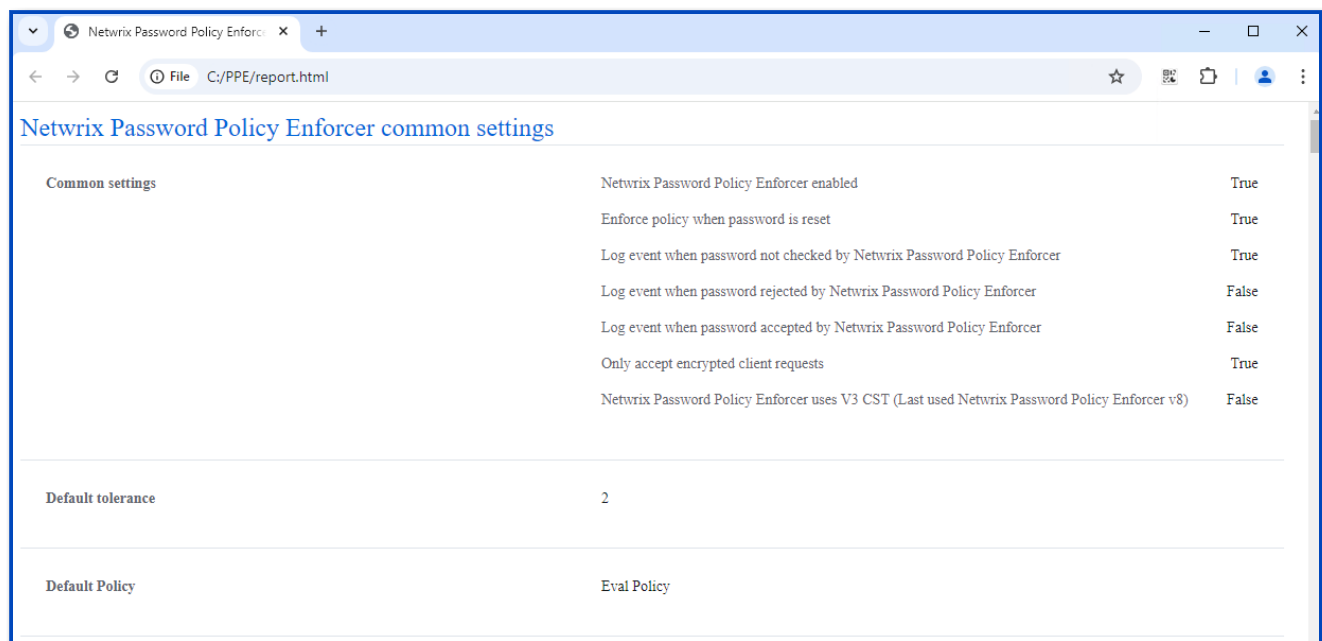 Netwrix Password Policy Enforc
File C:/PPE/report.html
Netwrix Password Policy Enforcer common settings
Common settings
Netwrix Password Policy Enforcer enabled True
Enforce policy when password is reset True
Log event when password not checked by Netwrix Password Policy Enforcer True
Log event when password rejected by Netwrix Password Policy Enforcer False
Log event when password accepted by Netwrix Password Policy Enforcer False
Only accept encrypted client requests True
Netwrix Password Policy Enforcer uses V3 CST (Last used Netwrix Password Policy Enforcer v8) False
Default tolerance 2
Default Policy Eval Policy